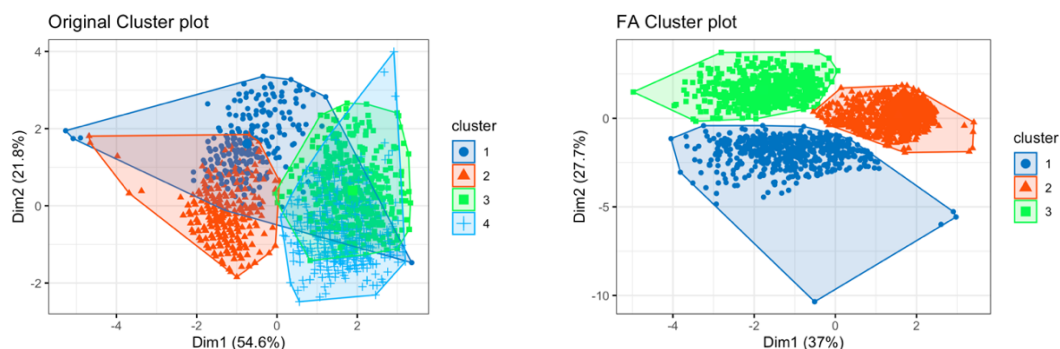 Original Cluster plot
4
2
0
-2
Dim2 (21.8%)
-4
-2
0
2
Dim1 (54.6%)
cluster
1
2
3
4
FA Cluster plot
0
-5
-10
Dim2 (27.7%)
-4
-2
0
2
Dim1 (37%)
cluster
1
2
3